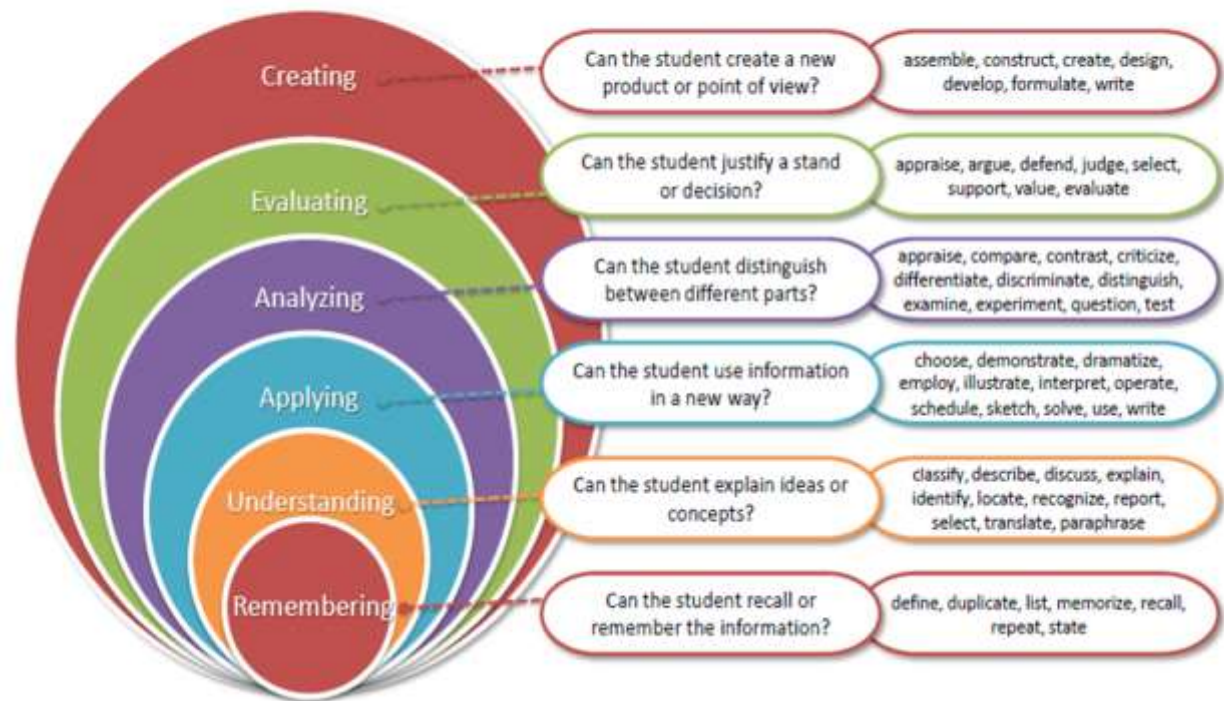 Creating
Can the student create a new
product or point of view?
assemble, construct, create, design,
develop, formulate, write
Evaluating
Can the student justify a stand
or decision?
appraise, argue, defend, judge, select,
support, value, evaluate
Analyzing
Can the student distinguish
between different parts?
appraise, compare, contrast, criticize,
differentiate, discriminate, distinguish,
examine, experiment, question, test
Applying
Can the student use information
in a new way?
choose, demonstrate, dramatize,
employ, illustrate, interpret, operate,
schedule, sketch, solve, use, write
Understanding
Can the student explain ideas or
concepts?
classify, describe, discuss, explain,
identify, locate, recognize, report,
select, translate, paraphrase
Remembering
Can the student recall or
remember the information?
define, duplicate, list, memorize, recall,
repeat, state